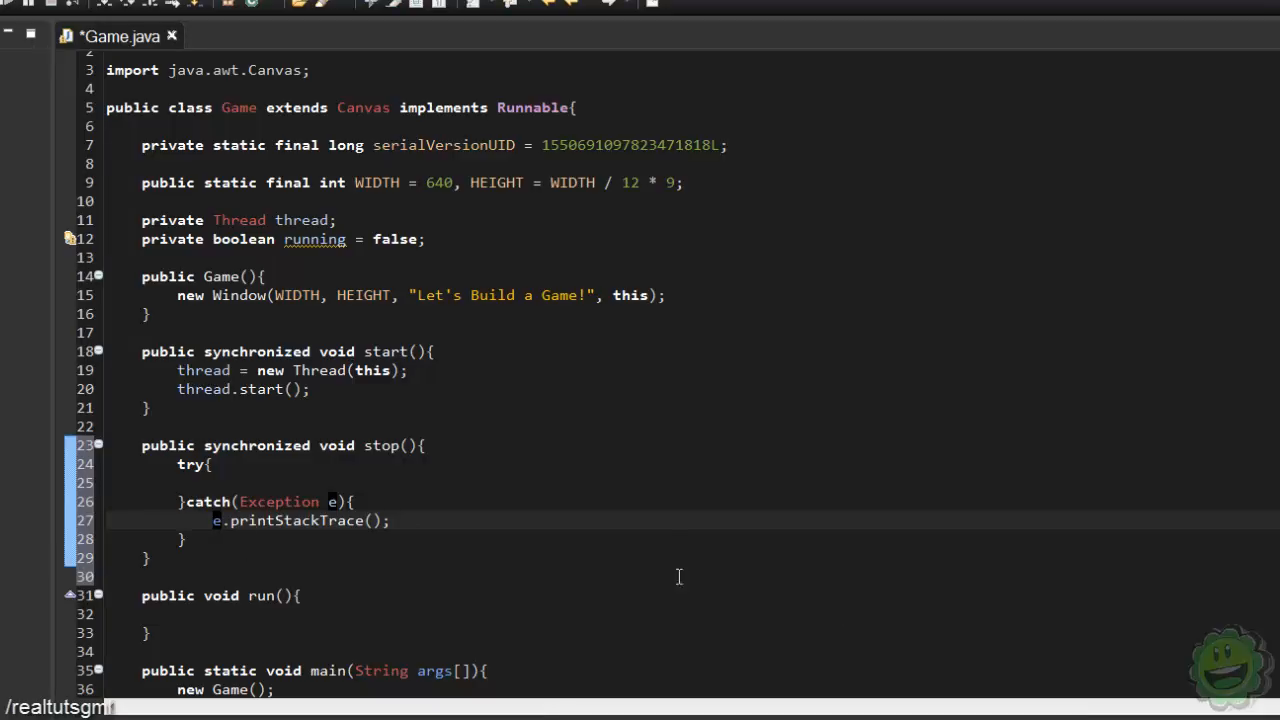 *Game.java
2
3 import java.awt.Canvas;
4
5 public class Game extends Canvas implements Runnable{
6
7 private static final long serialVersionUID = 1550691097823471818L;
8
9 public static final int WIDTH = 640, HEIGHT = WIDTH / 12 * 9;
10
11 private Thread thread;
12 private boolean running = false;
13
14 public Game(){
15 new Window(WIDTH, HEIGHT, "Let's Build a Game!", this);
16 }
17
18 public synchronized void start(){
19 thread = new Thread(this);
20 thread.start();
21 }
22
23 public synchronized void stop(){
24 try{
25
26 }catch(Exception e){
27 e.printStackTrace();
28 }
29 }
30
31 public void run(){
32
33 }
34
35 public static void main(String args[]){
36 new Game();
/realtutsgm